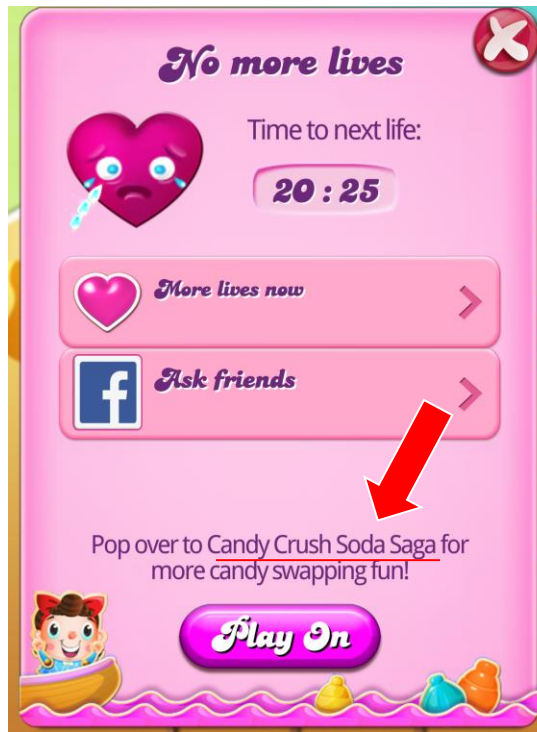 No more lives
Time to next life:
20 : 25
More lives now
f
Ask friends
Pop over to Candy Crush Soda Saga for
more candy swapping fun!
Play On